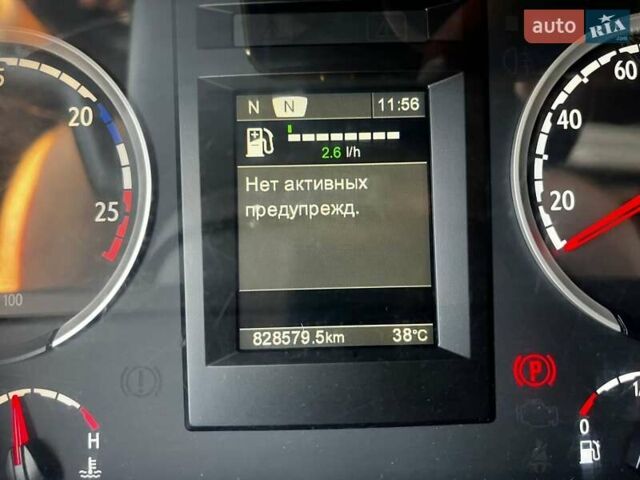 auto RIA
.com
N N 11:56
2.6 l/h
Нет активных
предупрежд.
828579.5km 38°C
20
25
100
H
60
40
20
P
0